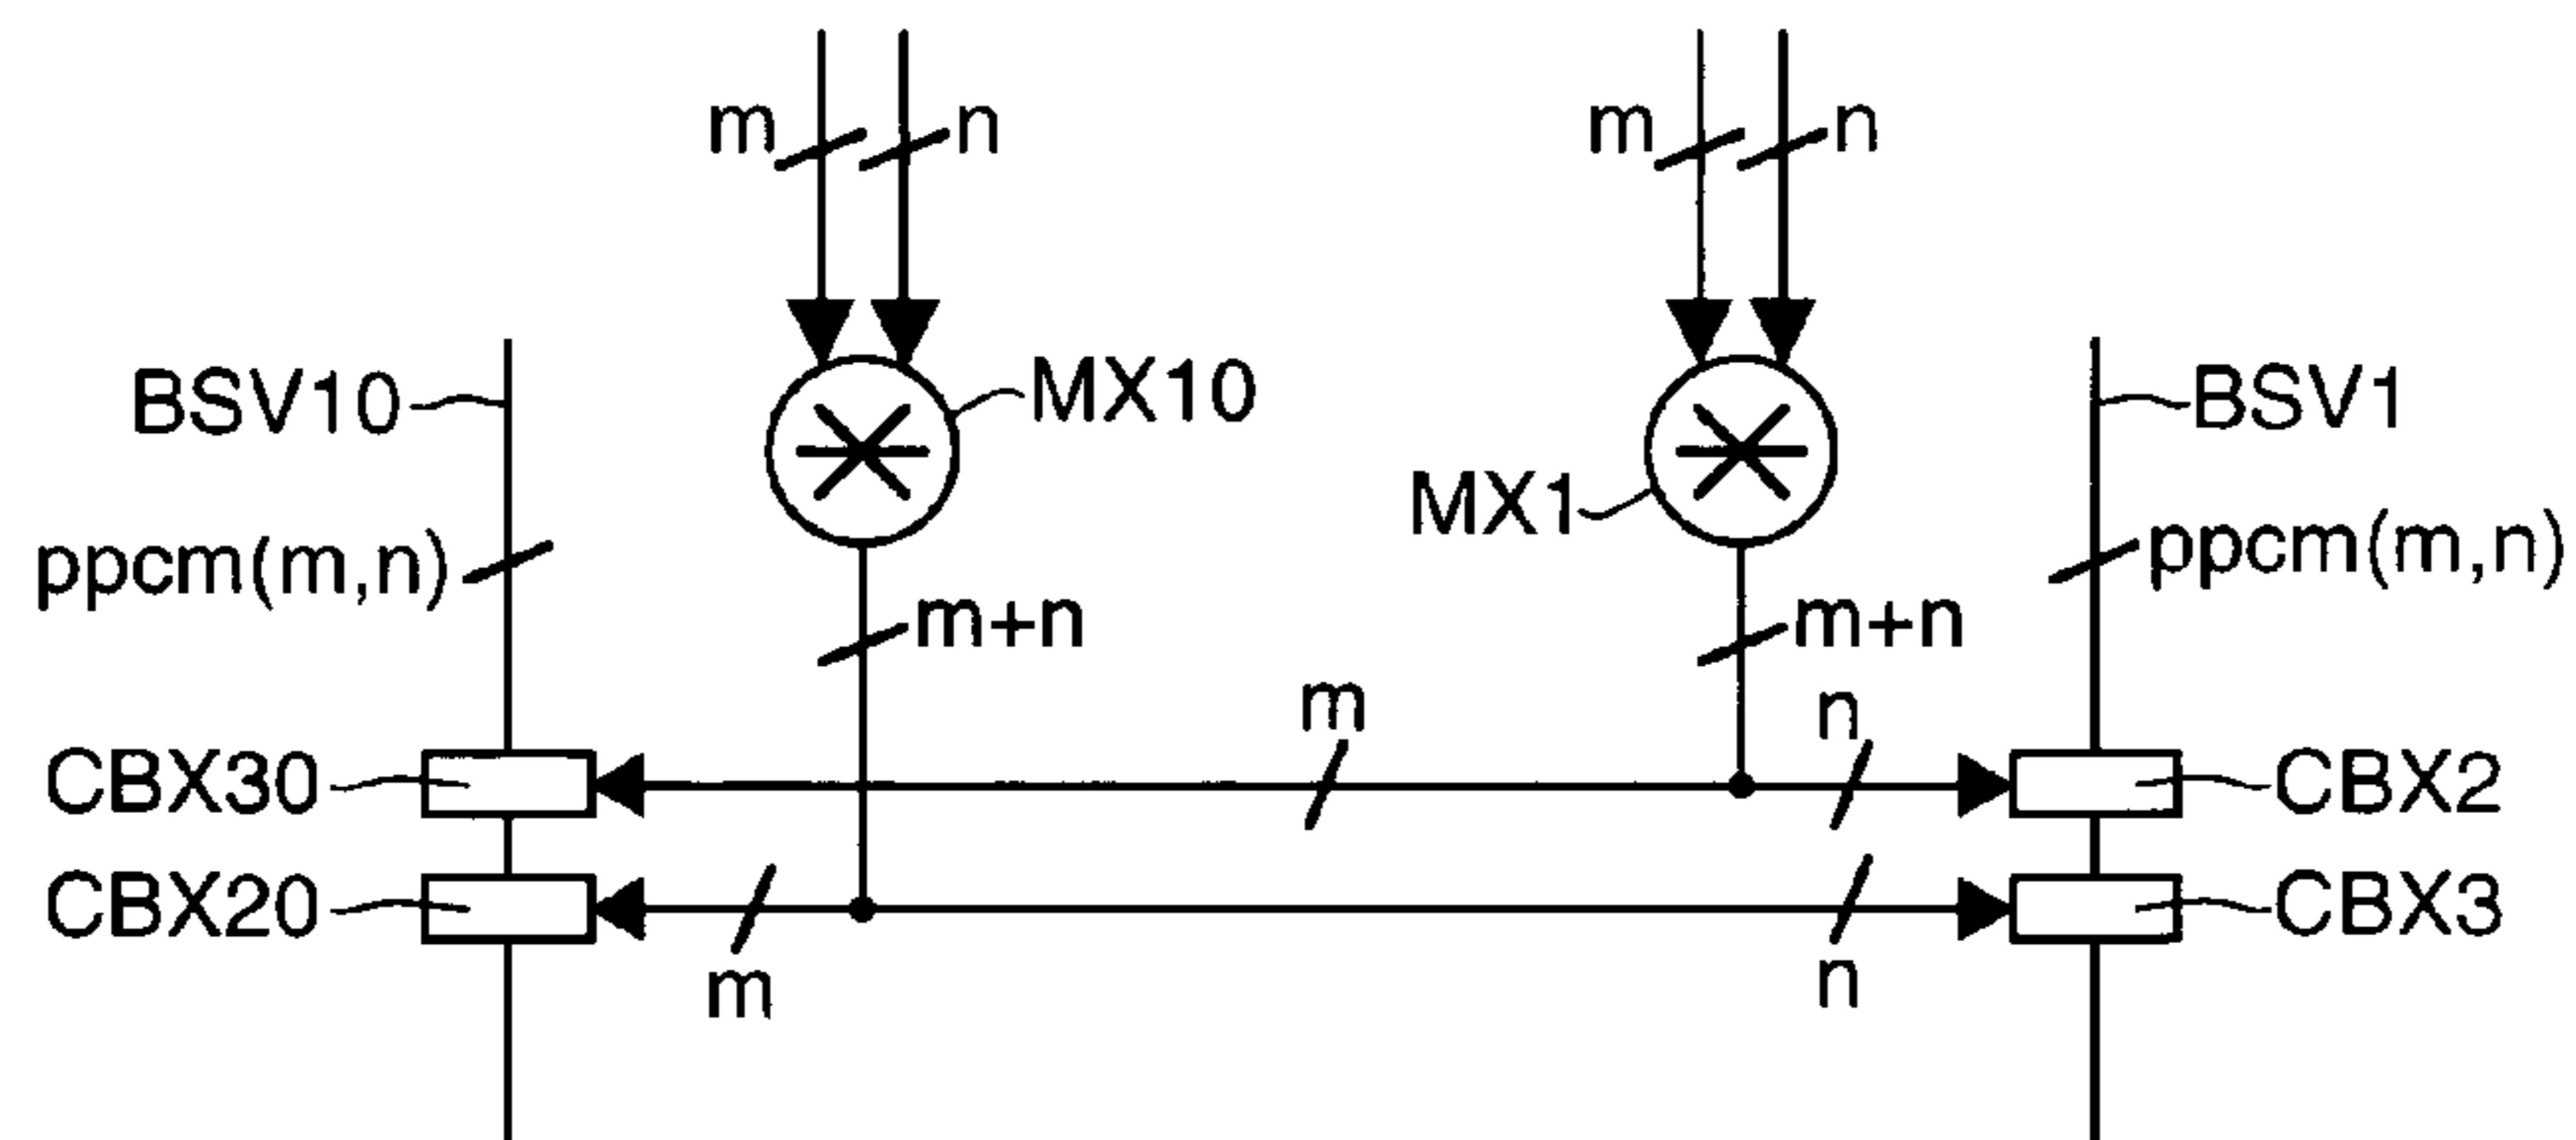 m n m n
BSV10 MX10 MX1 BSV1
ppcm(m,n) ppcm(m,n)
m+n m+n
m n
CBX30 CBX2
CBX20 CBX3
m n